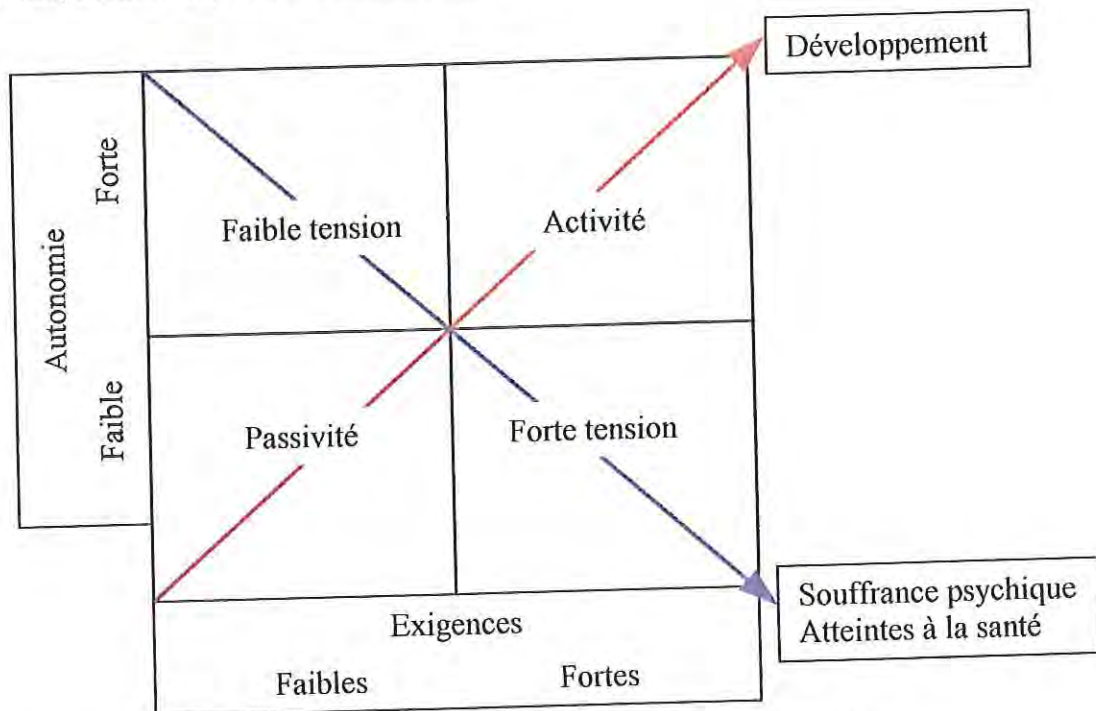 Développement
Forte
Autonomie
Faible tension
Activité
Faible
Passivité
Forte tension
Souffrance psychique
Atteintes à la santé
Exigences
Faibles
Fortes